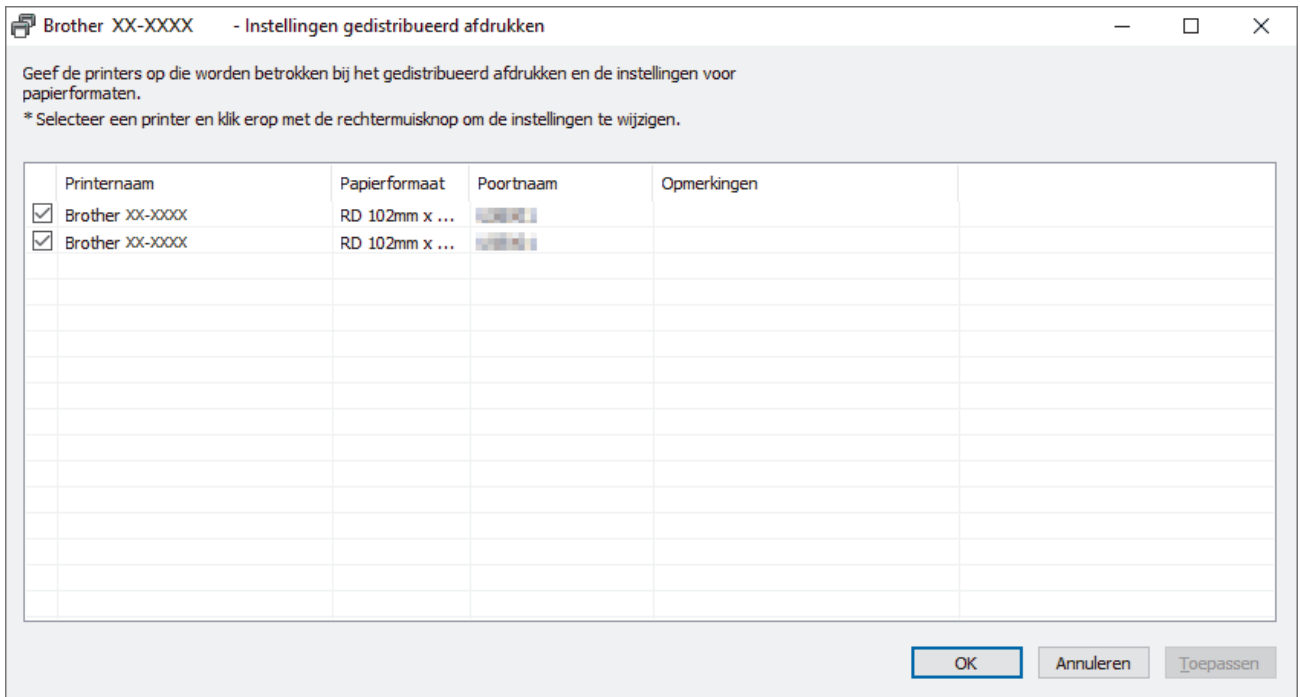 Brother XX-XXXX - Instellingen gedistribueerd afdrukken
Geef de printers op die worden betrokken bij het gedistribueerd afdrukken en de instellingen voor
papierformaten.
* Selecteer een printer en klik erop met de rechtermuisknop om de instellingen te wijzigen.
Printernaam Papierformaat Poortnaam Opmerkingen
Brother XX-XXXX RD 102mm x ...
Brother XX-XXXX RD 102mm x ...
OK Annuleren Toepassen